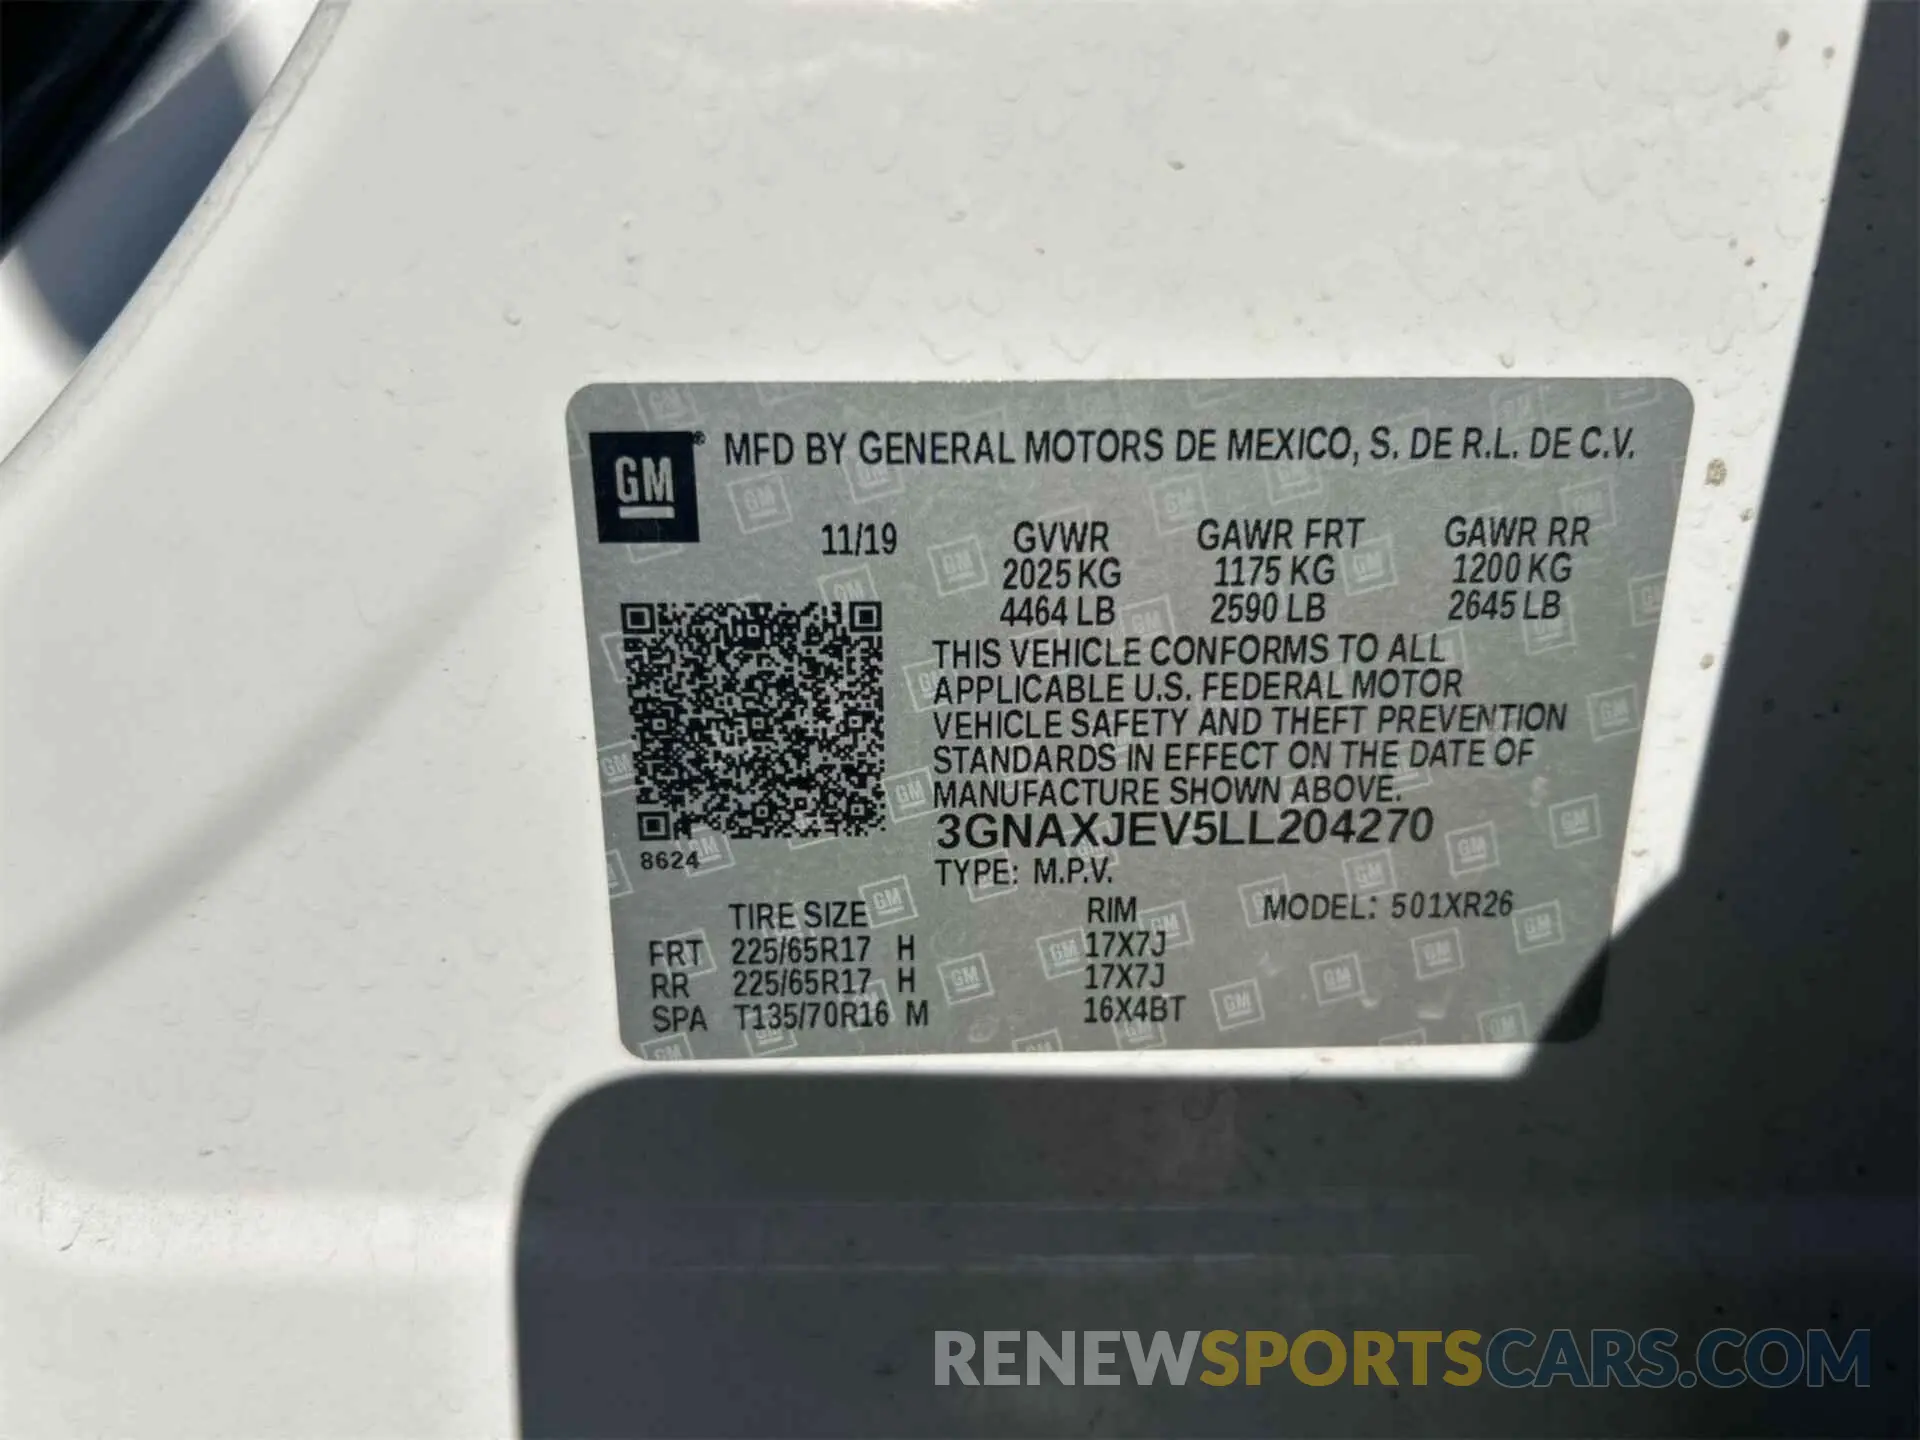 GM® MFD BY GENERAL MOTORS DE MEXICO, S. DE R.L. DE C.V.
11/19 GVWR GAWR FRT GAWR RR
2025 KG 1175 KG 1200 KG
4464 LB 2590 LB 2645 LB
THIS VEHICLE CONFORMS TO ALL
APPLICABLE U.S. FEDERAL MOTOR
VEHICLE SAFETY AND THEFT PREVENTION
STANDARDS IN EFFECT ON THE DATE OF
MANUFACTURE SHOWN ABOVE.
3GNAXJEV5LL204270
8624
TYPE: M.P.V.
TIRE SIZE RIM MODEL: 501XR26
FRT 225/65R17 H 17X7J
RR 225/65R17 H 17X7J
SPA T135/70R16 M 16X4BT
RENEWSPORTSCARS.COM